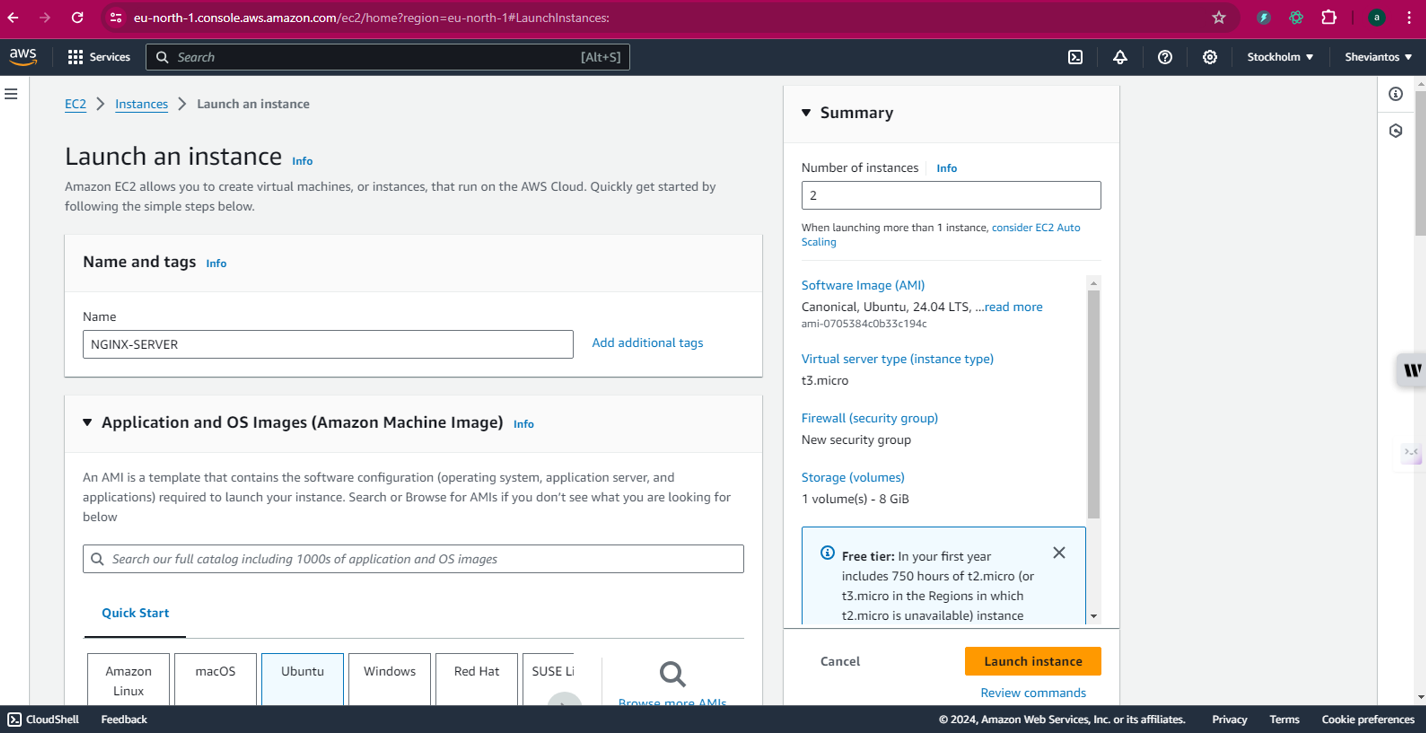 eu-north-1.console.aws.amazon.com/ec2/home?region=eu-north-1#LaunchInstances:
a
aws
Services
Search
[Alt+S]
Stockholm
Sheviantos
EC2
Instances
Launch an instance
Launch an instance
Info
Amazon EC2 allows you to create virtual machines, or instances, that run on the AWS Cloud. Quickly get started by
following the simple steps below.
Name and tags
Info
Name
NGINX-SERVER
Add additional tags
Application and OS Images (Amazon Machine Image)
Info
An AMI is a template that contains the software configuration (operating system, application server, and
applications) required to launch your instance. Search or Browse for AMIs if you don't see what you are looking for
below
Search our full catalog including 1000s of application and OS images
Quick Start
Amazon
Linux
macOS
Ubuntu
Windows
Red Hat
SUSE Li
Browse more AMIs
Summary
Number of instances
Info
2
When launching more than 1 instance, consider EC2 Auto
Scaling
Software Image (AMI)
Canonical, Ubuntu, 24.04 LTS, ...read more
ami-0705384c0b33c194c
Virtual server type (instance type)
t3.micro
Firewall (security group)
New security group
Storage (volumes)
1 volume(s) - 8 GiB
Free tier: In your first year
includes 750 hours of t2.micro (or
t3.micro in the Regions in which
t2.micro is unavailable) instance
Cancel
Launch instance
Review commands
W
CloudShell
Feedback
© 2024, Amazon Web Services, Inc. or its affiliates.
Privacy
Terms
Cookie preferences